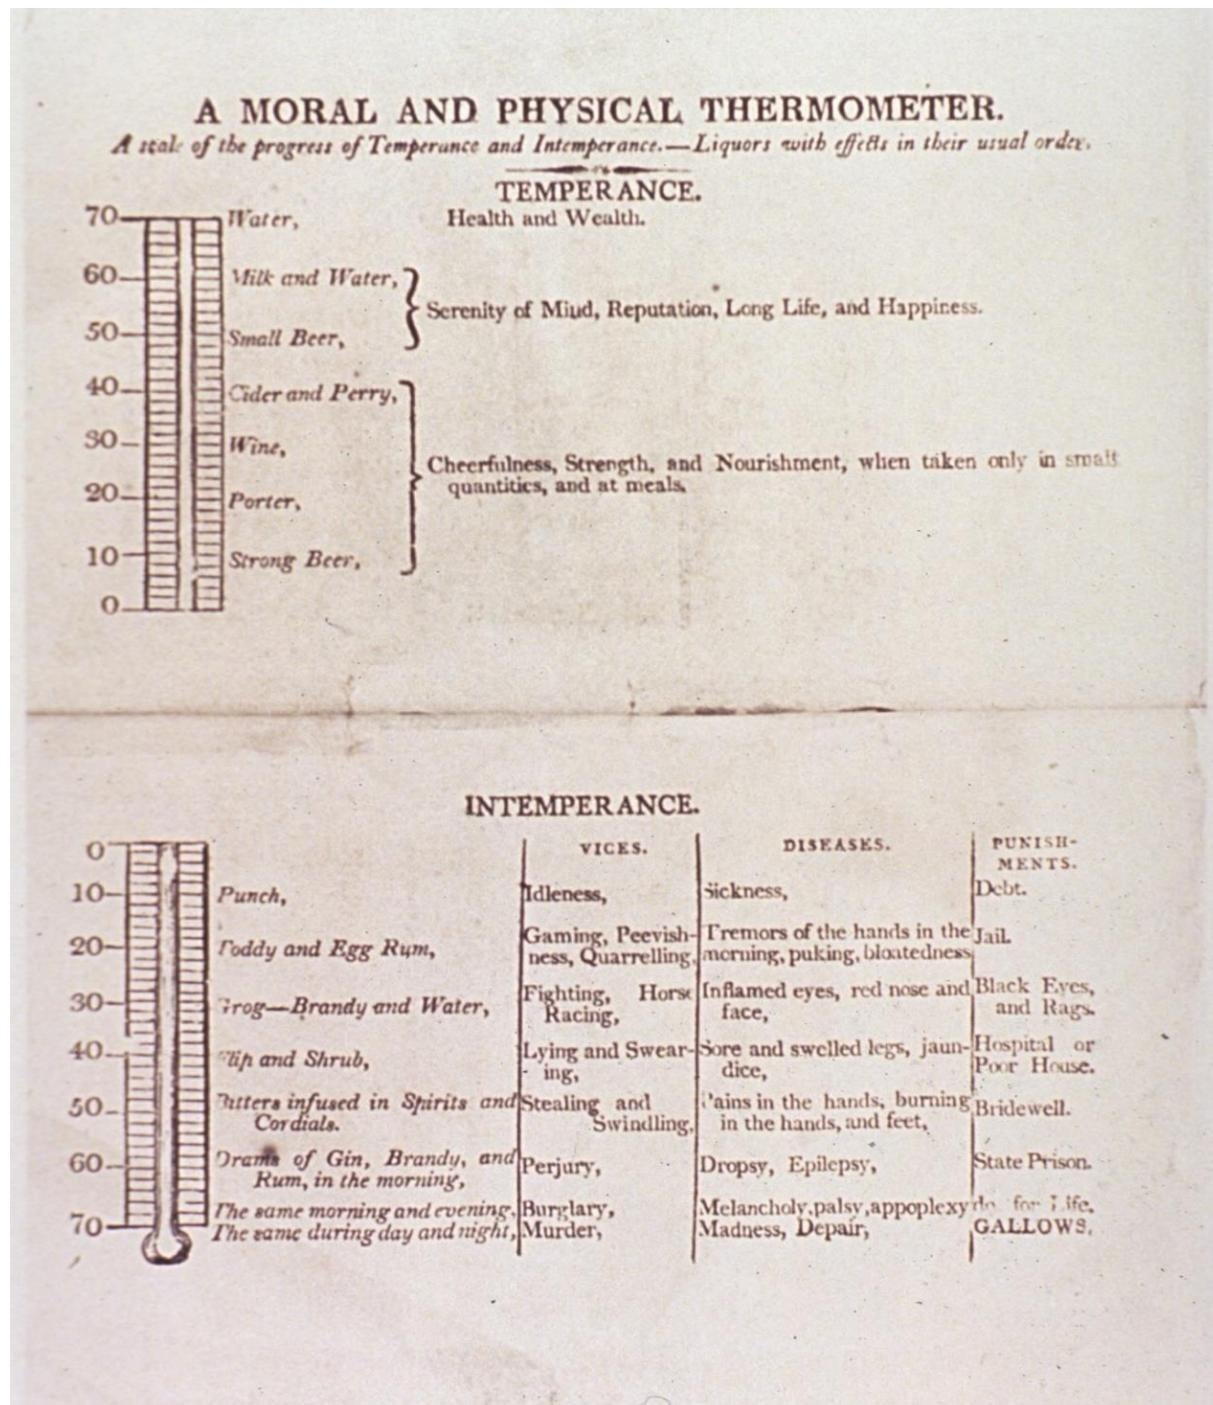 A MORAL AND PHYSICAL THERMOMETER.
A scale of the progress of Temperance and Intemperance.—Liquors with effects in their usual order.
TEMPERANCE.
70 Water, Health and Wealth.
60 Milk and Water,
Serenity of Mind, Reputation, Long Life, and Happiness.
50 Small Beer,
40 Cider and Perry,
30 Wine,
Cheerfulness, Strength, and Nourishment, when taken only in small
quantities, and at meals.
20 Porter,
10 Strong Beer,
0
INTEMPERANCE.
0 VICES. DISEASES. PUNISH-
MENTS.
10 Punch, Idleness, Sickness, Debt.
20 Toddy and Egg Rum, Gaming, Peevish- Tremors of the hands in the Jail.
ness, Quarrelling, morning, puking, bloatedness
30 Grog—Brandy and Water, Fighting, Horse Inflamed eyes, red nose and Black Eyes,
Racing, face, and Rags.
40 Flip and Shrub, Lying and Swear- Sore and swelled legs, jaun- Hospital or
ing, dice, Poor House.
50 Bitters infused in Spirits and Stealing and Pains in the hands, burning Bridewell.
Cordials. Swindling, in the hands, and feet,
60 Drams of Gin, Brandy, and Perjury, Dropsy, Epilepsy, State Prison.
Rum, in the morning,
The same morning and evening, Burglary, Melancholy, palsy, appoplexy do for Life.
70 The same during day and night, Murder, Madness, Depair, GALLOWS.